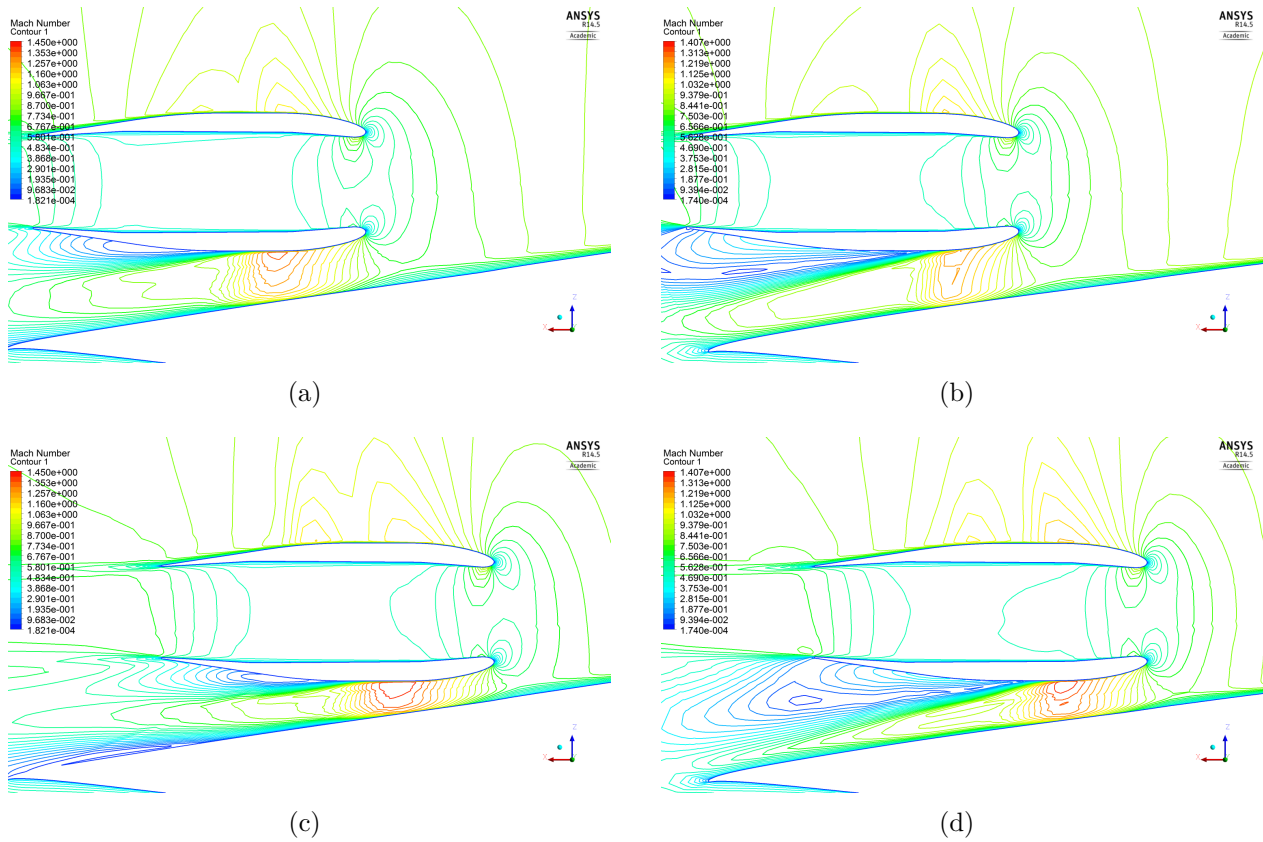 Mach Number
Contour 1
1.450e+000
1.353e+000
1.257e+000
1.160e+000
1.063e+000
9.667e-001
8.700e-001
7.734e-001
6.767e-001
5.801e-001
4.834e-001
3.868e-001
2.901e-001
1.935e-001
9.683e-002
1.821e-004
ANSYS
R14.5
Academic
Z
X
(a)
Mach Number
Contour 1
1.407e+000
1.313e+000
1.219e+000
1.125e+000
1.032e+000
9.379e-001
8.441e-001
7.503e-001
6.566e-001
5.628e-001
4.690e-001
3.753e-001
2.815e-001
1.877e-001
9.394e-002
1.740e-004
ANSYS
R14.5
Academic
Z
X
(b)
Mach Number
Contour 1
1.450e+000
1.353e+000
1.257e+000
1.160e+000
1.063e+000
9.667e-001
8.700e-001
7.734e-001
6.767e-001
5.801e-001
4.834e-001
3.868e-001
2.901e-001
1.935e-001
9.683e-002
1.821e-004
ANSYS
R14.5
Academic
Z
X
(c)
Mach Number
Contour 1
1.407e+000
1.313e+000
1.219e+000
1.125e+000
1.032e+000
9.379e-001
8.441e-001
7.503e-001
6.566e-001
5.628e-001
4.690e-001
3.753e-001
2.815e-001
1.877e-001
9.394e-002
1.740e-004
ANSYS
R14.5
Academic
Z
X
(d)